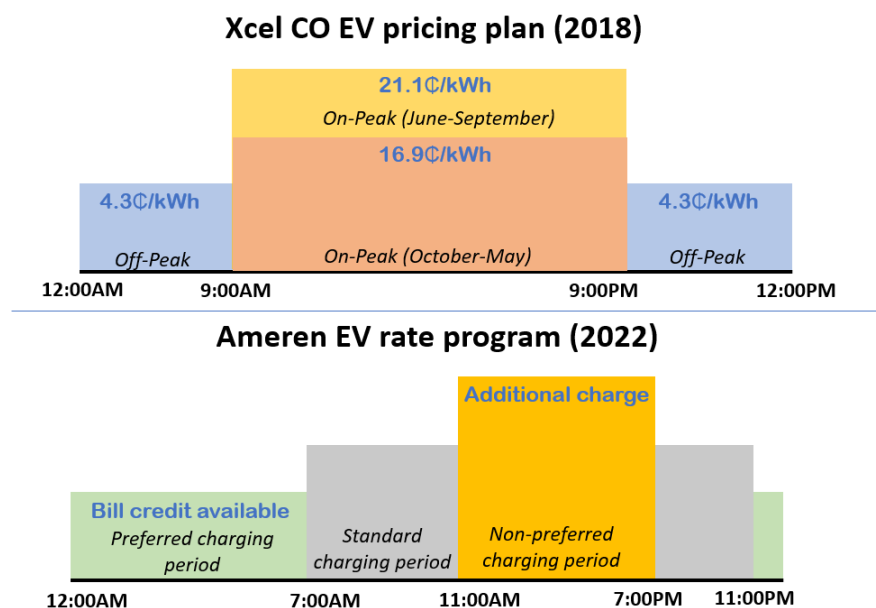 Xcel CO EV pricing plan (2018)
21.1₵/kWh
On-Peak (June-September)
16.9₵/kWh
4.3₵/kWh
4.3₵/kWh
Off-Peak
On-Peak (October-May)
Off-Peak
12:00AM
9:00AM
9:00PM
12:00PM
Ameren EV rate program (2022)
Additional charge
Bill credit available
Preferred charging
period
Standard
charging period
Non-preferred
charging period
12:00AM
7:00AM
11:00AM
7:00PM
11:00PM